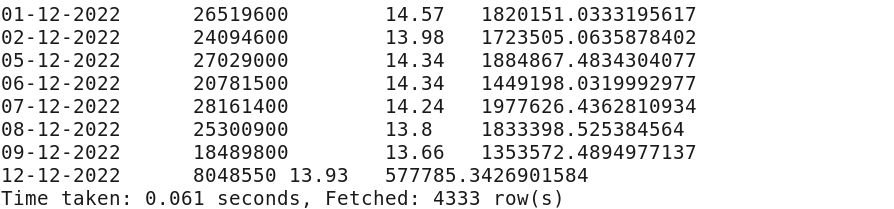 01-12-2022 26519600 14.57 1820151.0333195617
02-12-2022 24094600 13.98 1723505.0635878402
05-12-2022 27029000 14.34 1884867.4834304077
06-12-2022 20781500 14.34 1449198.0319992977
07-12-2022 28161400 14.24 1977626.4362810934
08-12-2022 25300900 13.8 1833398.525384564
09-12-2022 18489800 13.66 1353572.4894977137
12-12-2022 8048550 13.93 577785.3426901584
Time taken: 0.061 seconds, Fetched: 4333 row(s)